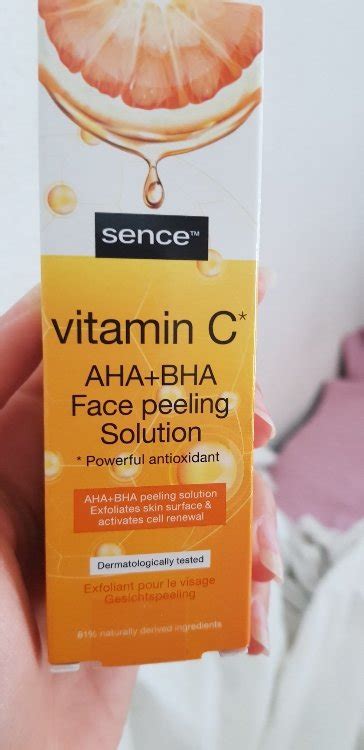 sence™
vitamin C*
AHA+BHA
Face peeling
Solution
* Powerful antioxidant
AHA+BHA peeling solution
Exfoliates skin surface &
activates cell renewal
Dermatologically tested
Exfoliant pour le visage
Gesichtspeeling
81% naturally derived ingredients